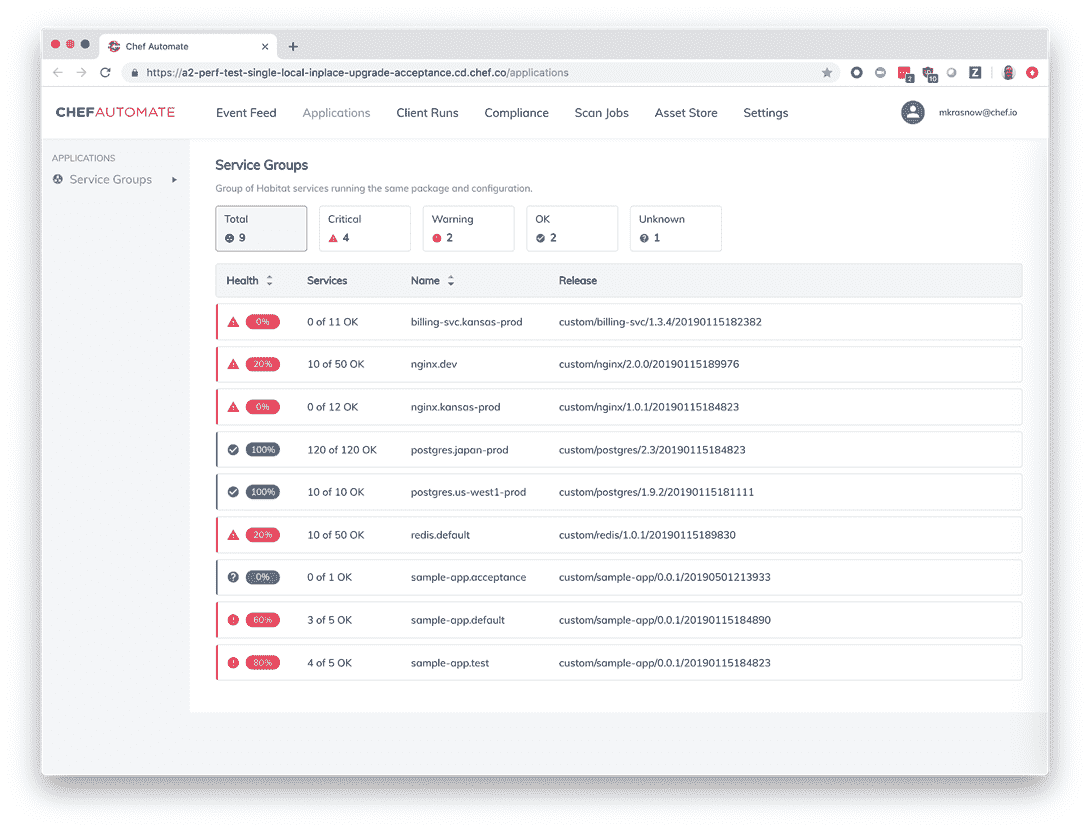 Chef Automate
https://a2-perf-test-single-local-inplace-upgrade-acceptance.cd.chef.co/applications
2
10
Z
CHEFAUTOMATE
Event Feed Applications Client Runs Compliance Scan Jobs Asset Store Settings
mkrasnow@chef.io
APPLICATIONS
Service Groups
Service Groups
Group of Habitat services running the same package and configuration.
Total Critical Warning OK Unknown
9 4 2 2 1
Health Services Name Release
0% 0 of 11 OK billing-svc.kansas-prod custom/billing-svc/1.3.4/20190115182382
20% 10 of 50 OK nginx.dev custom/nginx/2.0.0/20190115189976
0% 0 of 12 OK nginx.kansas-prod custom/nginx/1.0.1/20190115184823
100% 120 of 120 OK postgres.japan-prod custom/postgres/2.3/20190115184823
100% 10 of 10 OK postgres.us-west1-prod custom/postgres/1.9.2/20190115181111
20% 10 of 50 OK redis.default custom/redis/1.0.1/20190115189830
0% 0 of 1 OK sample-app.acceptance custom/sample-app/0.0.1/20190501213933
60% 3 of 5 OK sample-app.default custom/sample-app/0.0.1/20190115184890
80% 4 of 5 OK sample-app.test custom/sample-app/0.0.1/20190115184823